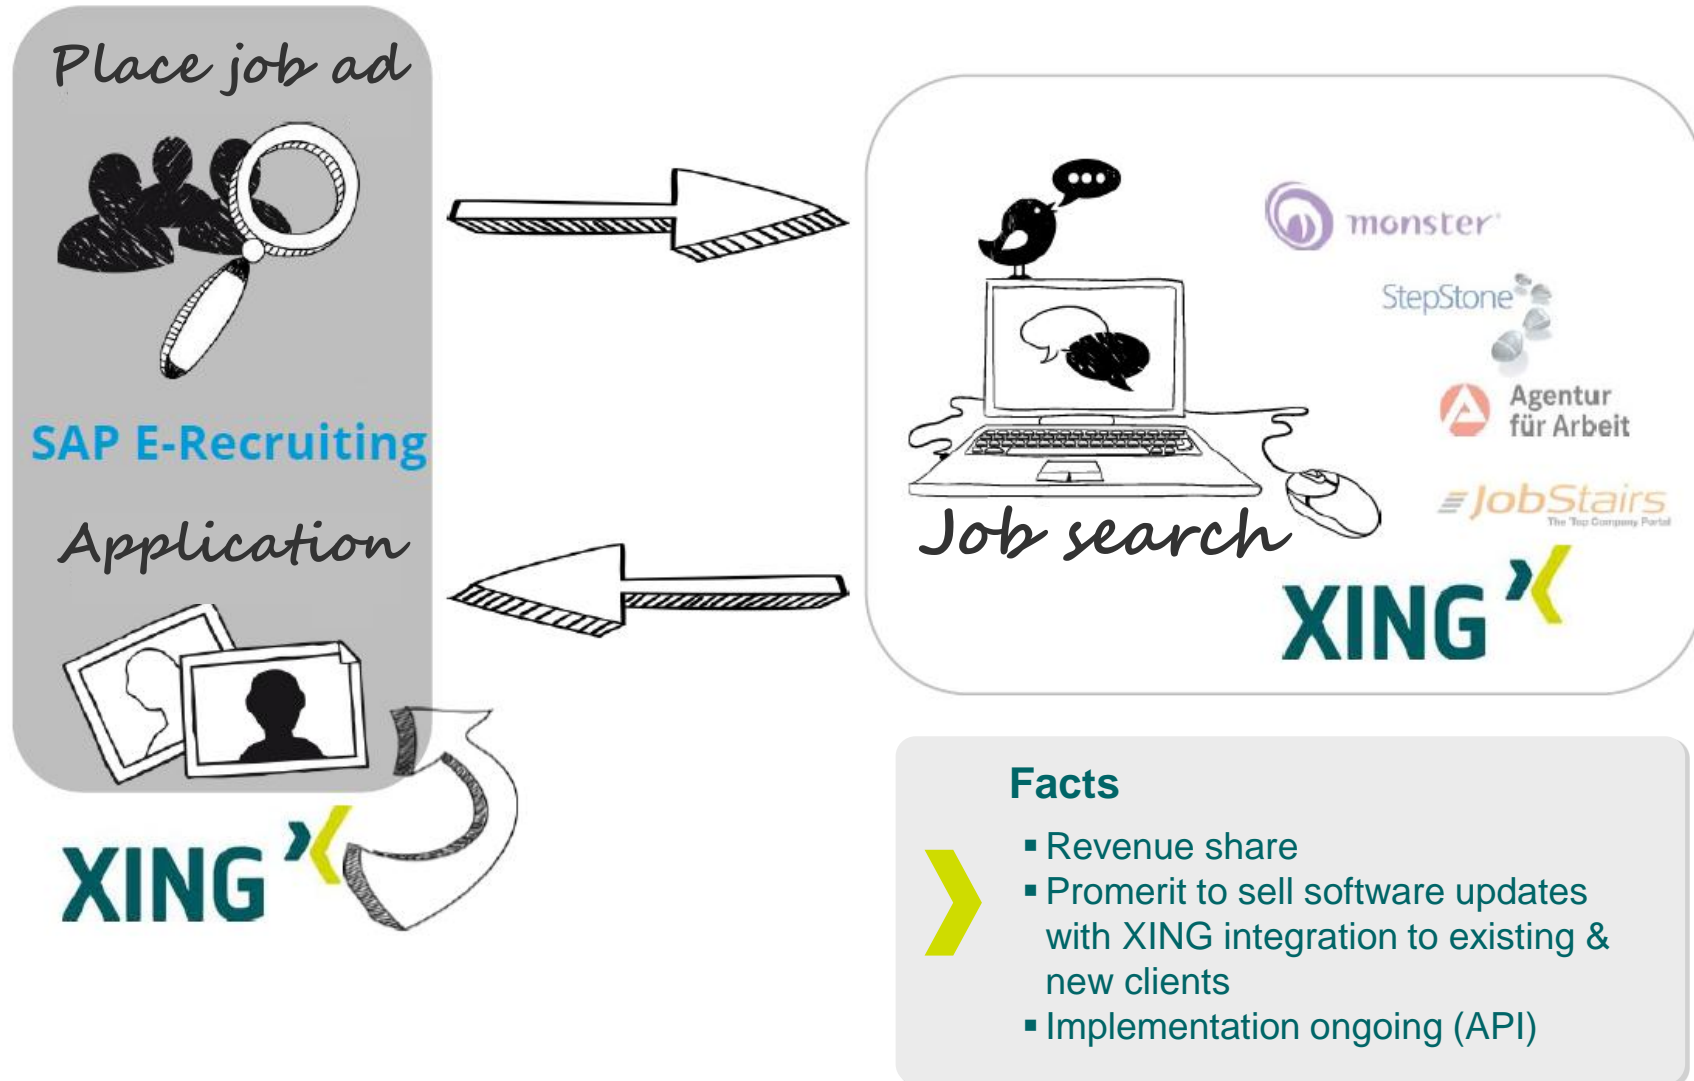 Place job ad
SAP E-Recruiting
Application
XING
monster
StepStone
Agentur
für Arbeit
JobStairs
The Top Company Portal
Job search
XING
Facts
▪ Revenue share
▪ Promerit to sell software updates
with XING integration to existing &
new clients
▪ Implementation ongoing (API)